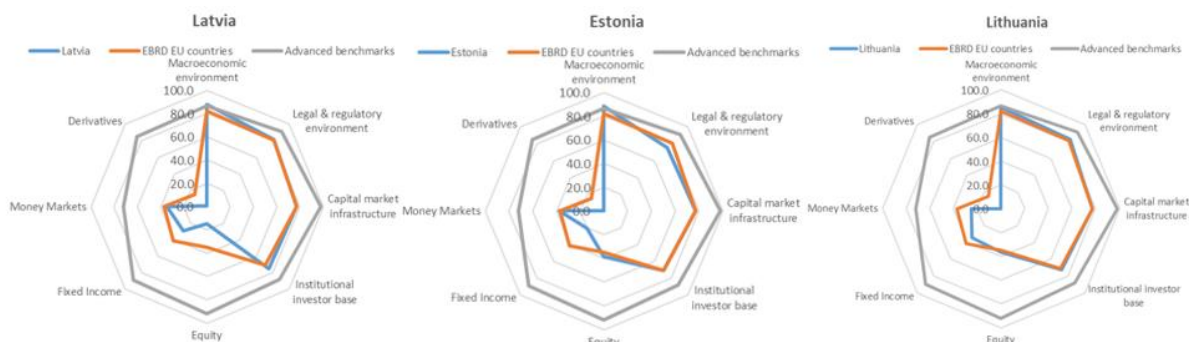 Latvia
Latvia EBRD EU countries Advanced benchmarks
Macroeconomic
environment
100.0
80.0
60.0
40.0
20.0
0.0
Legal & regulatory
environment
Capital market
infrastructure
Institutional
investor base
Equity
Fixed Income
Money Markets
Derivatives
Estonia
Estonia EBRD EU countries Advanced benchmarks
Macroeconomic
environment
100.0
80.0
60.0
40.0
20.0
0.0
Legal & regulatory
environment
Capital market
infrastructure
Institutional
investor base
Equity
Fixed Income
Money Markets
Derivatives
Lithuania
Lithuania EBRD EU countries Advanced benchmarks
Macroeconomic
environment
100.0
80.0
60.0
40.0
20.0
0.0
Legal & regulatory
environment
Capital market
infrastructure
Institutional investor
base
Equity
Fixed Income
Money Markets
Derivatives